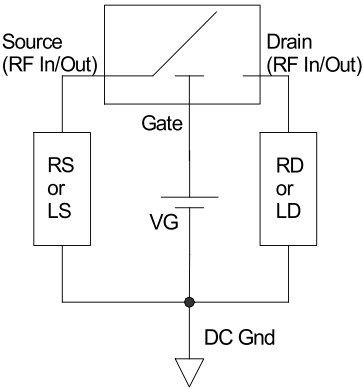 Source
(RF In/Out)
Drain
(RF In/Out)
Gate
RS
or
LS
RD
or
LD
VG
DC Gnd